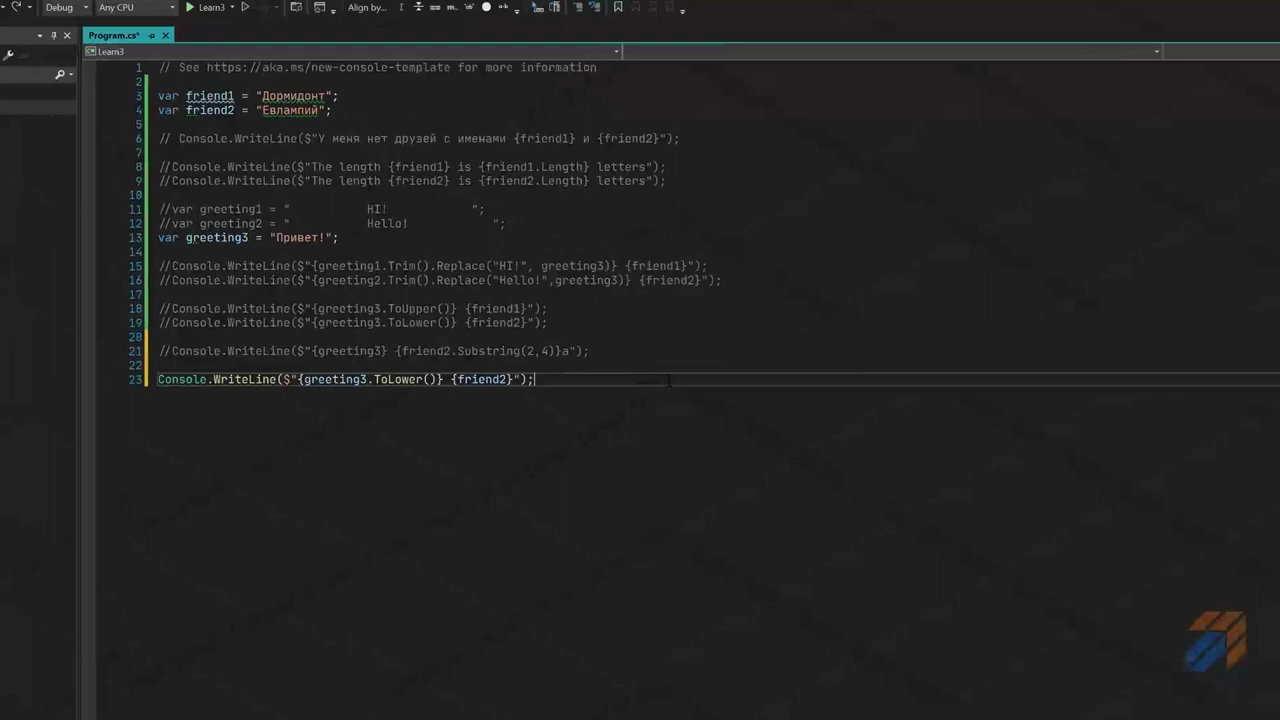 Debug Any CPU Learn3 Align by...
Program.cs*
Learn3
1 // See https://aka.ms/new-console-template for more information
2
3 var friend1 = "Дормидонт";
4 var friend2 = "Евлампий";
5
6 // Console.WriteLine($"У меня нет друзей с именами {friend1} и {friend2}");
7
8 //Console.WriteLine($"The length {friend1} is {friend1.Length} letters");
9 //Console.WriteLine($"The length {friend2} is {friend2.Length} letters");
10
11 //var greeting1 = "           HI!            ";
12 //var greeting2 = "           Hello!            ";
13 var greeting3 = "Привет!";
14
15 //Console.WriteLine($"{greeting1.Trim().Replace("HI!", greeting3)} {friend1}");
16 //Console.WriteLine($"{greeting2.Trim().Replace("Hello!",greeting3)} {friend2}");
17
18 //Console.WriteLine($"{greeting3.ToUpper()} {friend1}");
19 //Console.WriteLine($"{greeting3.ToLower()} {friend2}");
20
21 //Console.WriteLine($"{greeting3} {friend2.Substring(2,4)}a");
22
23 Console.WriteLine($"{greeting3.ToLower()} {friend2}");